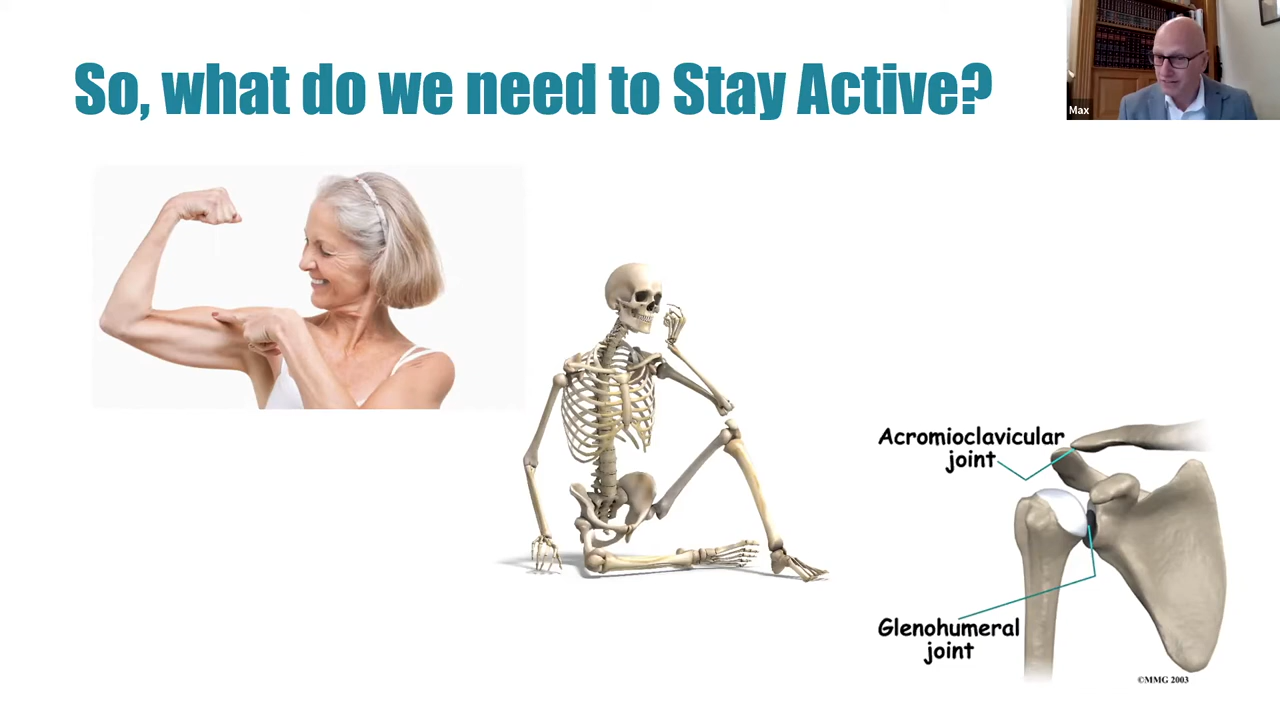 So, what do we need to Stay Active?
Max
Acromioclavicular
joint
Glenohumeral
joint
©MMG 2003